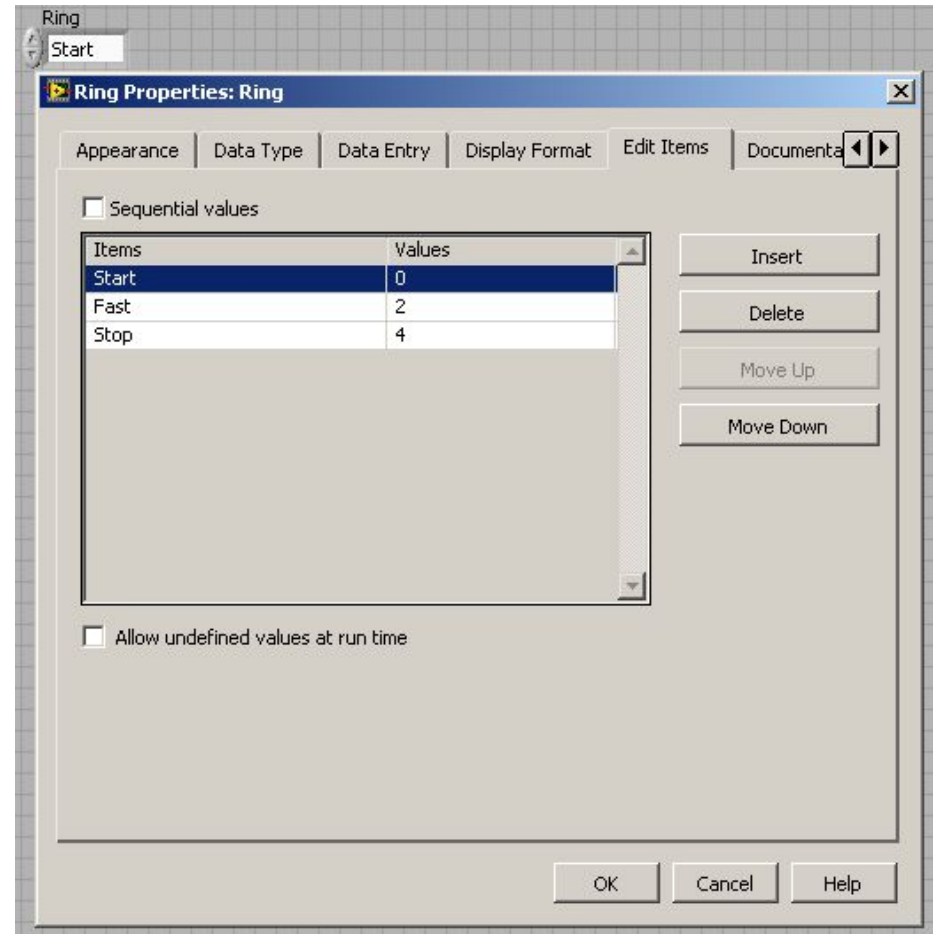 Ring
Start
Ring Properties: Ring
Appearance Data Type Data Entry Display Format Edit Items Documenta
Sequential values
Items Values
Start 0
Fast 2
Stop 4
Insert
Delete
Move Up
Move Down
Allow undefined values at run time
OK Cancel Help